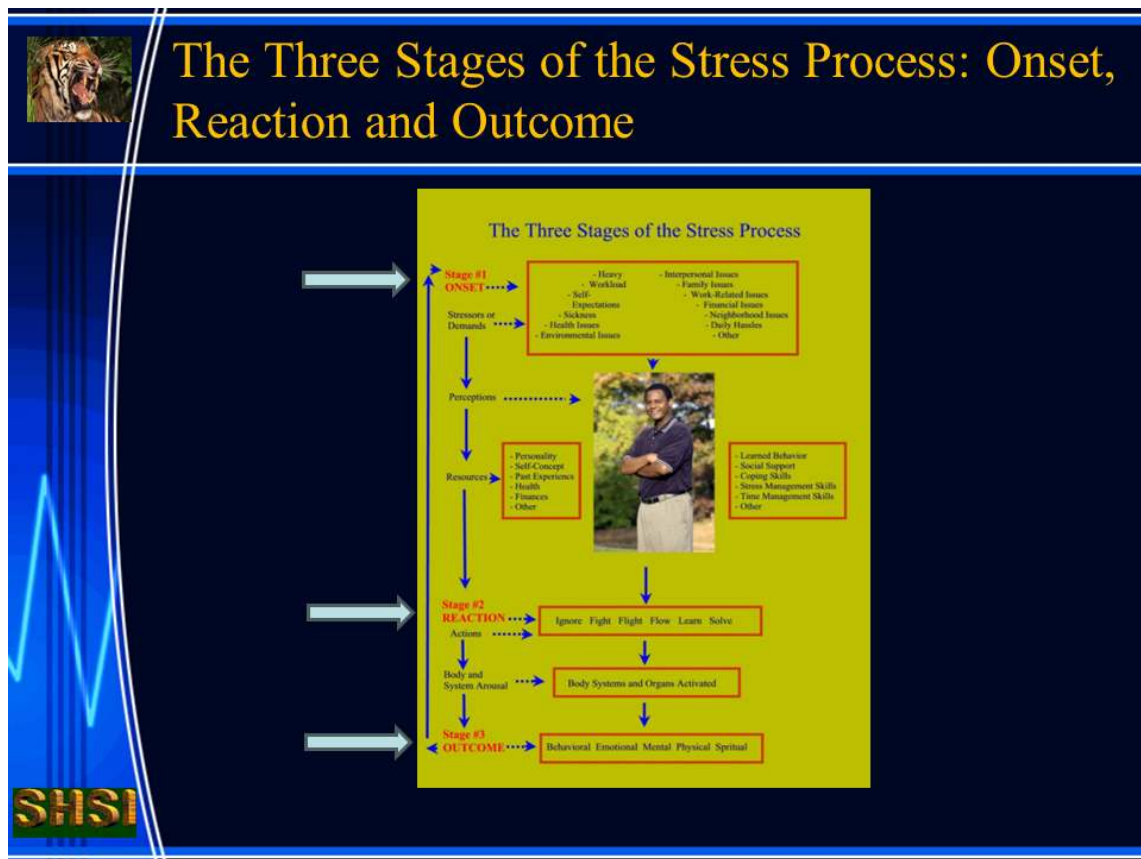 The Three Stages of the Stress Process: Onset,
Reaction and Outcome
The Three Stages of the Stress Process
Stage #1
ONSET
- Heavy
- Workload
- Self-
Expectations
- Sickness
- Health Issues
- Environmental Issues
- Interpersonal Issues
- Family Issues
- Work-Related Issues
Financial Issues
- Neighborhood Issues
- Daily Hassles
- Other
Stressors or
Demands
Perceptions
Resources
- Personality
- Self-Concept
- Past Experience
- Health
- Finances
- Other
- Learned Behavior
- Social Support
- Coping Skills
- Stress Management Skills
- Time Management Skills
- Other
Stage #2
REACTION
Actions
Ignore Fight Flight Flow Learn Solve
Body and
System Arousal
Body Systems and Organs Activated
Stage #3
OUTCOME
Behavioral Emotional Mental Physical Spritual
SHSI